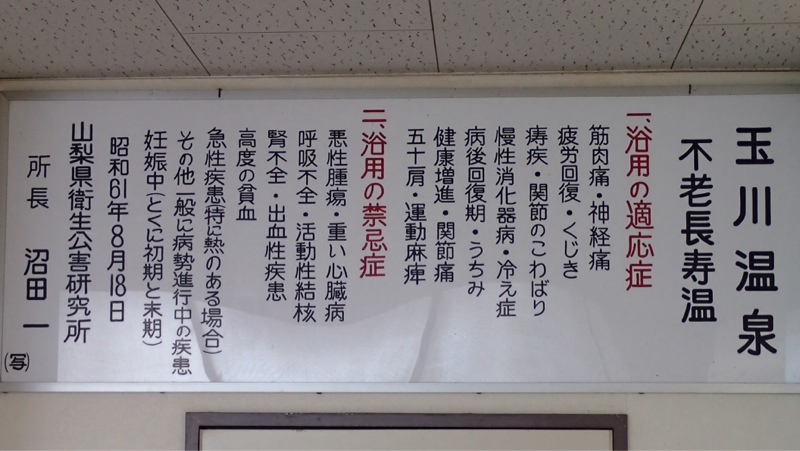 玉川温泉
不老長寿温
一、浴用の適応症
筋肉痛・神経痛
疲労回復・くじき
痔疾・関節のこわばり
慢性消化器病・冷え症
病後回復期・うちみ
健康増進・関節痛
五十肩・運動麻痺
二、浴用の禁忌症
悪性腫瘍・重い心臓病
呼吸不全・活動性結核
腎不全・出血性疾患
高度の貧血
急性疾患(特に熱のある場合)
その他一般に病勢進行中の疾患
妊娠中(とくに初期と末期)
昭和61年8月18日
山梨県衛生公害研究所
所長 沼田 一
(写)